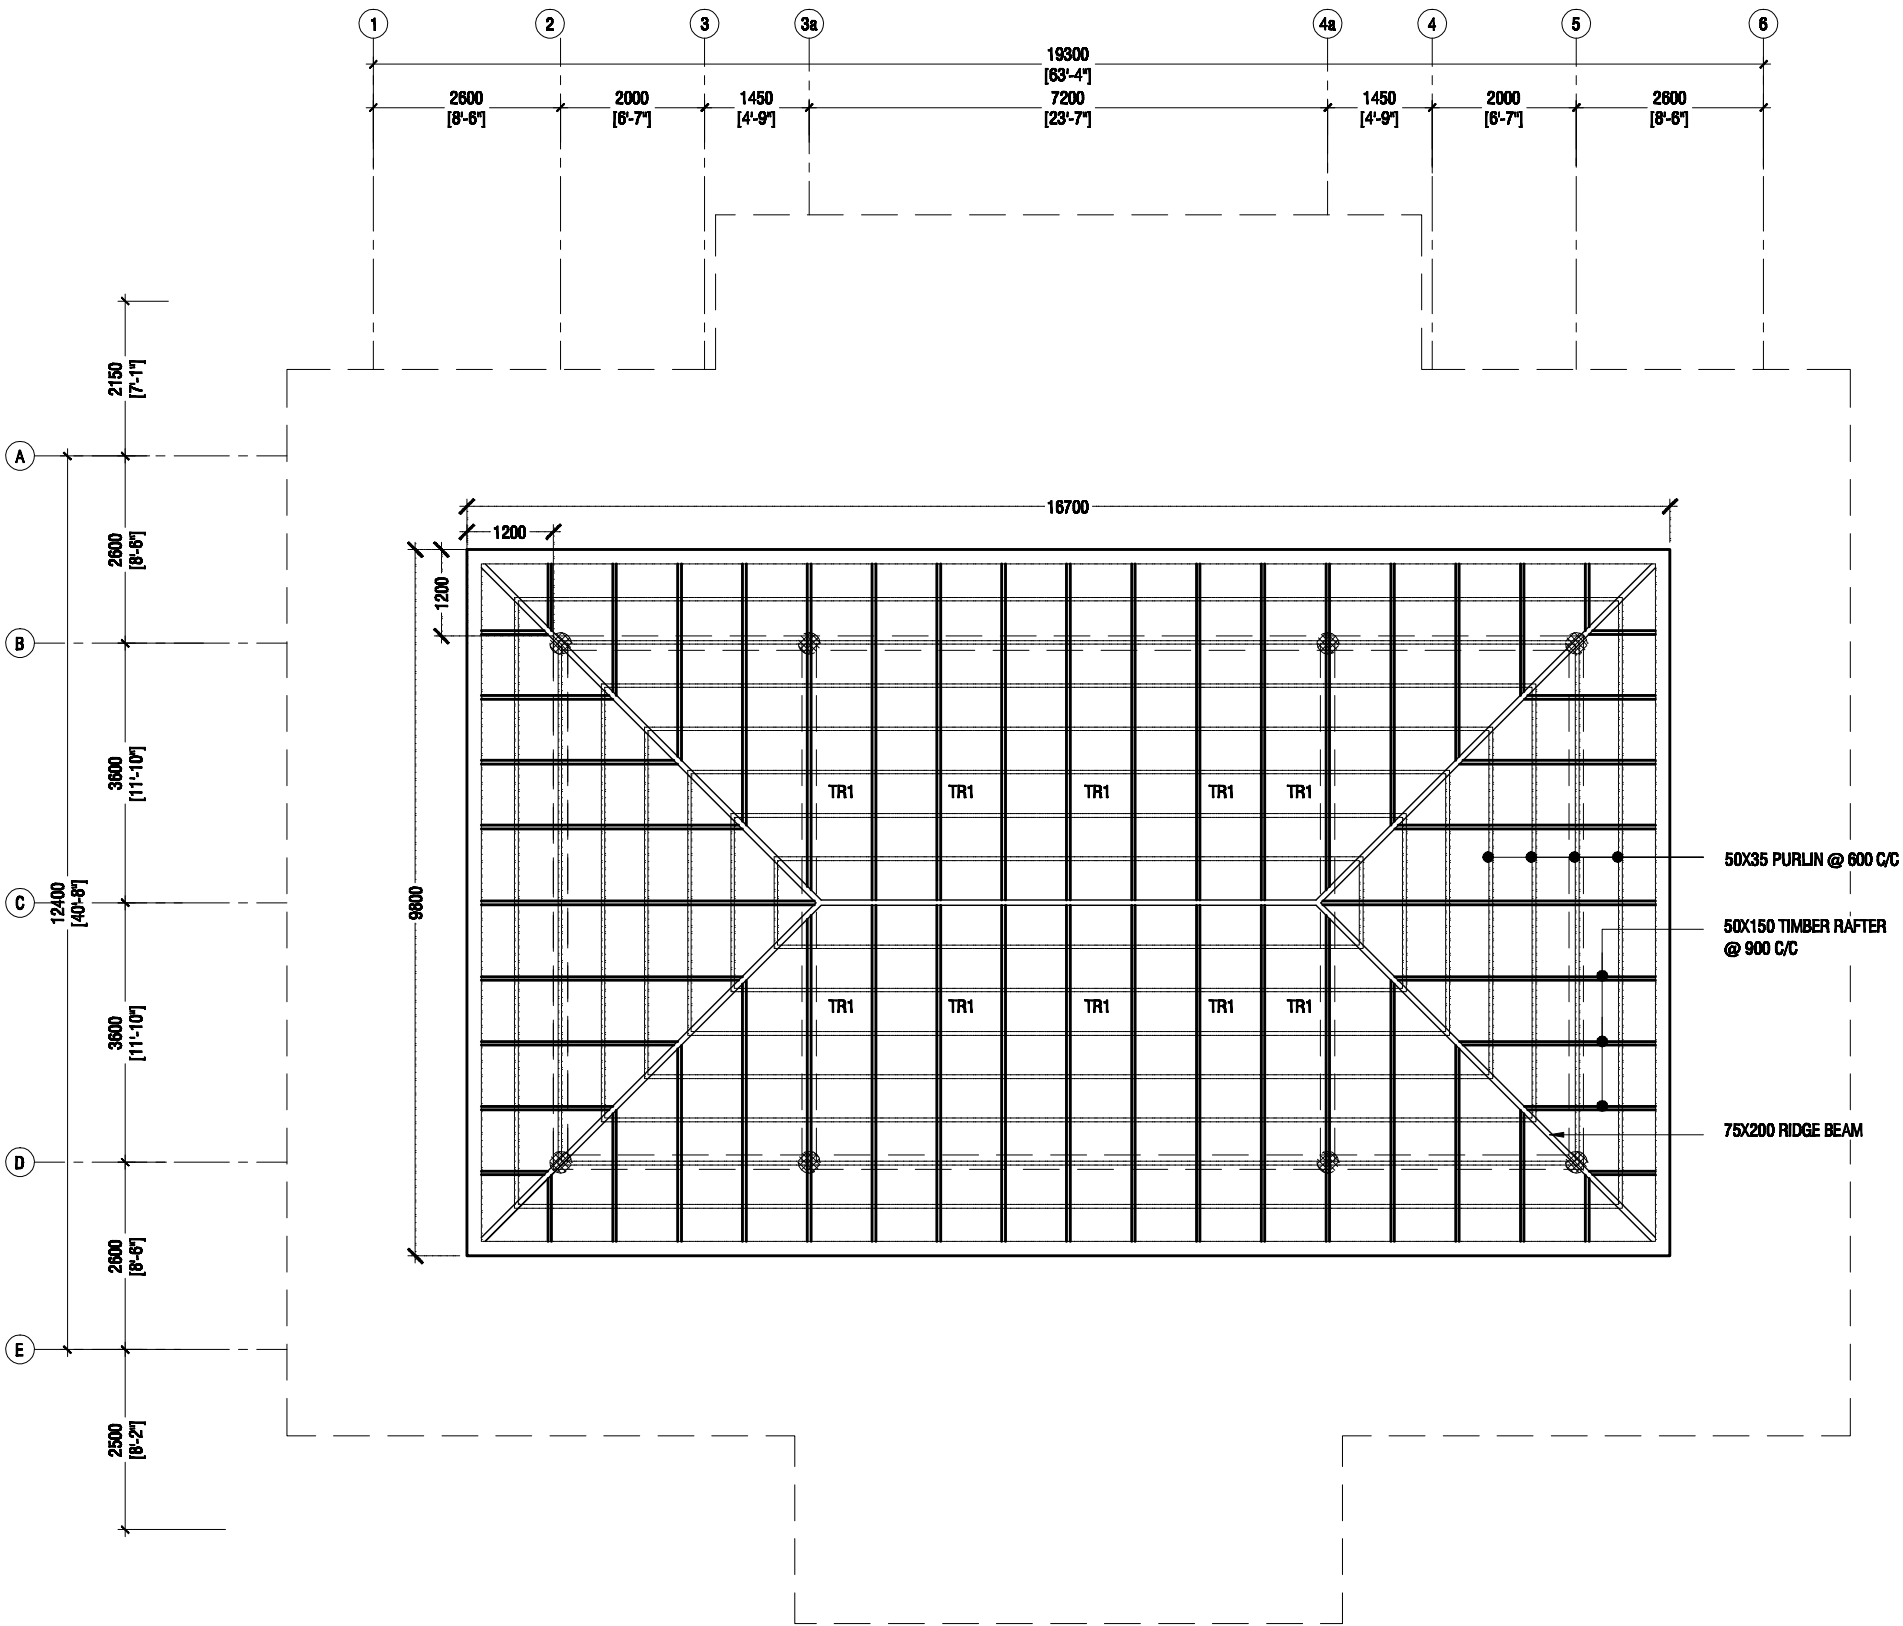 1 2 3 3a 4a 4 5 6
19300
[63'-4"]
2600 2000 1450 7200 1450 2000 2600
[8'-6"] [6'-7"] [4'-9"] [23'-7"] [4'-9"] [6'-7"] [8'-6"]
2150
[7'-1"]
A
16700
1200
2600
[8'-6"]
1200
B
3600
[11'-10"]
TR1 TR1 TR1 TR1 TR1
50X35 PURLIN @ 600 C/C
C
12400
[40'-8"]
9800
50X150 TIMBER RAFTER
@ 900 C/C
TR1 TR1 TR1 TR1 TR1
3600
[11'-10"]
75X200 RIDGE BEAM
D
2600
[8'-6"]
E
2500
[8'-2"]